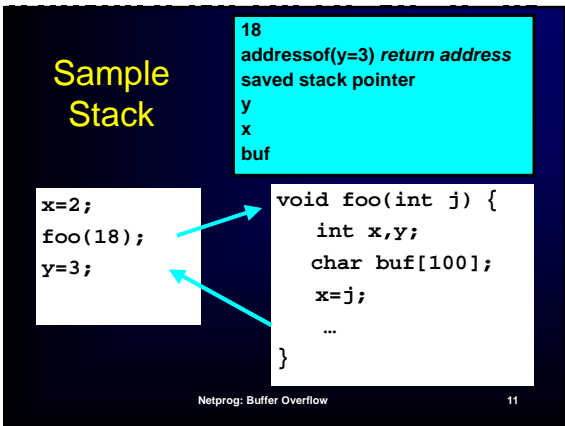 Sample
Stack
18
addressof(y=3) return address
saved stack pointer
y
x
buf
x=2;
foo(18);
y=3;
void foo(int j) {
int x,y;
char buf[100];
x=j;
…
}
Netprog: Buffer Overflow
11